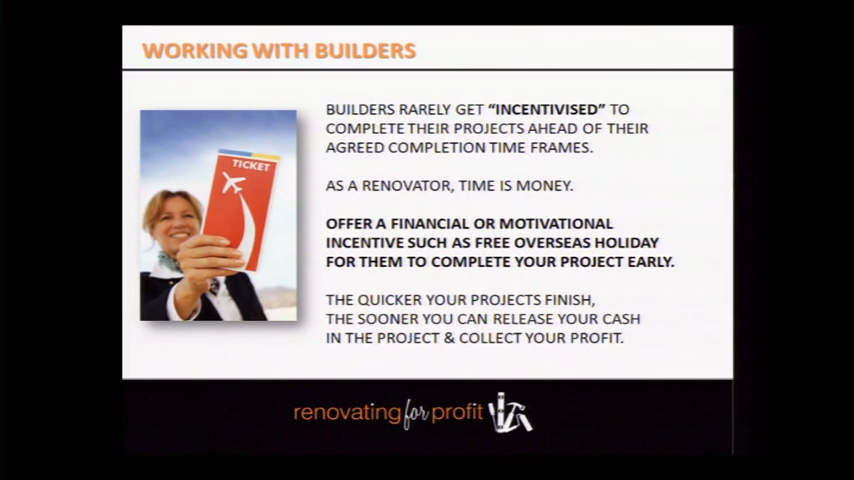 WORKING WITH BUILDERS
TICKET
BUILDERS RARELY GET “INCENTIVISED” TO
COMPLETE THEIR PROJECTS AHEAD OF THEIR
AGREED COMPLETION TIME FRAMES.
AS A RENOVATOR, TIME IS MONEY.
OFFER A FINANCIAL OR MOTIVATIONAL
INCENTIVE SUCH AS FREE OVERSEAS HOLIDAY
FOR THEM TO COMPLETE YOUR PROJECT EARLY.
THE QUICKER YOUR PROJECTS FINISH,
THE SOONER YOU CAN RELEASE YOUR CASH
IN THE PROJECT & COLLECT YOUR PROFIT.
renovating for profit